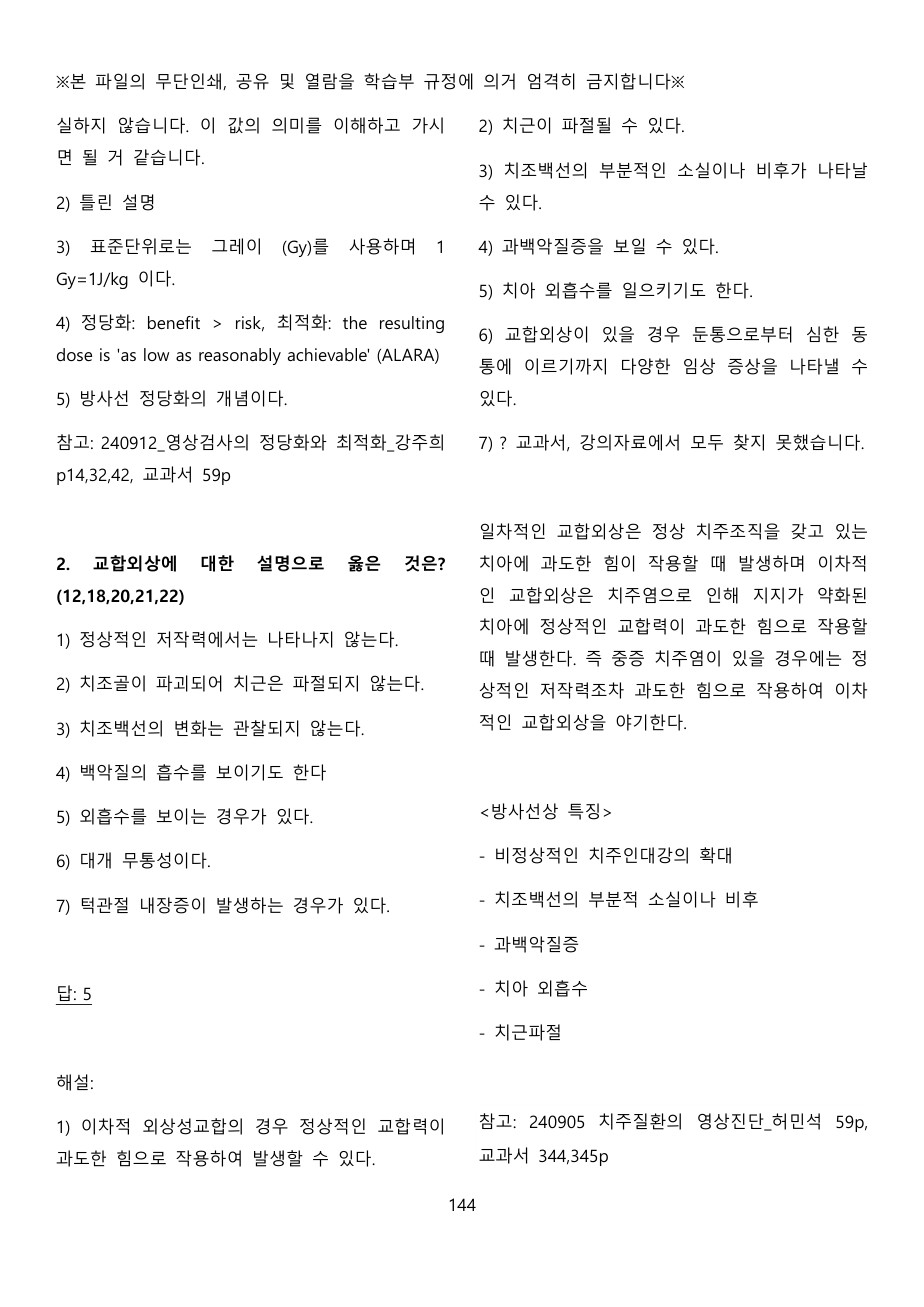 ※본 파일의 무단인쇄, 공유 및 열람을 학습부 규정에 의거 엄격히 금지합니다※
실하지 않습니다. 이 값의 의미를 이해하고 가시
면 될 거 같습니다.
2) 틀린 설명
3) 표준단위로는 그레이 (Gy)를 사용하며 1
Gy=1J/kg 이다.
4) 정당화: benefit > risk, 최적화: the resulting
dose is 'as low as reasonably achievable' (ALARA)
5) 방사선 정당화의 개념이다.
참고: 240912_영상검사의 정당화와 최적화_강주희
p14,32,42, 교과서 59p
2. 교합외상에 대한 설명으로 옳은 것은?
(12,18,20,21,22)
1) 정상적인 저작력에서는 나타나지 않는다.
2) 치조골이 파괴되어 치근은 파절되지 않는다.
3) 치조백선의 변화는 관찰되지 않는다.
4) 백악질의 흡수를 보이기도 한다
5) 외흡수를 보이는 경우가 있다.
6) 대개 무통성이다.
7) 턱관절 내장증이 발생하는 경우가 있다.
답: 5
해설:
1) 이차적 외상성교합의 경우 정상적인 교합력이
과도한 힘으로 작용하여 발생할 수 있다.
2) 치근이 파절될 수 있다.
3) 치조백선의 부분적인 소실이나 비후가 나타날
수 있다.
4) 과백악질증을 보일 수 있다.
5) 치아 외흡수를 일으키기도 한다.
6) 교합외상이 있을 경우 둔통으로부터 심한 동
통에 이르기까지 다양한 임상 증상을 나타낼 수
있다.
7) ? 교과서, 강의자료에서 모두 찾지 못했습니다.
일차적인 교합외상은 정상 치주조직을 갖고 있는
치아에 과도한 힘이 작용할 때 발생하며 이차적
인 교합외상은 치주염으로 인해 지지가 약화된
치아에 정상적인 교합력이 과도한 힘으로 작용할
때 발생한다. 즉 중증 치주염이 있을 경우에는 정
상적인 저작력조차 과도한 힘으로 작용하여 이차
적인 교합외상을 야기한다.
<방사선상 특징>
- 비정상적인 치주인대강의 확대
- 치조백선의 부분적 소실이나 비후
- 과백악질증
- 치아 외흡수
- 치근파절
참고: 240905 치주질환의 영상진단_허민석 59p,
교과서 344,345p
144